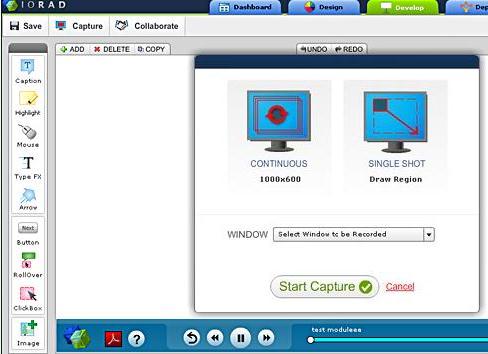 IORAD
Dashboard
Design
Develop
Save
Capture
Collaborate
ADD
DELETE
COPY
UNDO
REDO
T
Caption
Highlight
Mouse
T
Type FX
Arrow
Next
Button
RollOver
ClickBox
Image
CONTINUOUS
1000x600
SINGLE SHOT
Draw Region
WINDOW
Select Window to be Recorded
Start Capture
Cancel
?
test moduleee